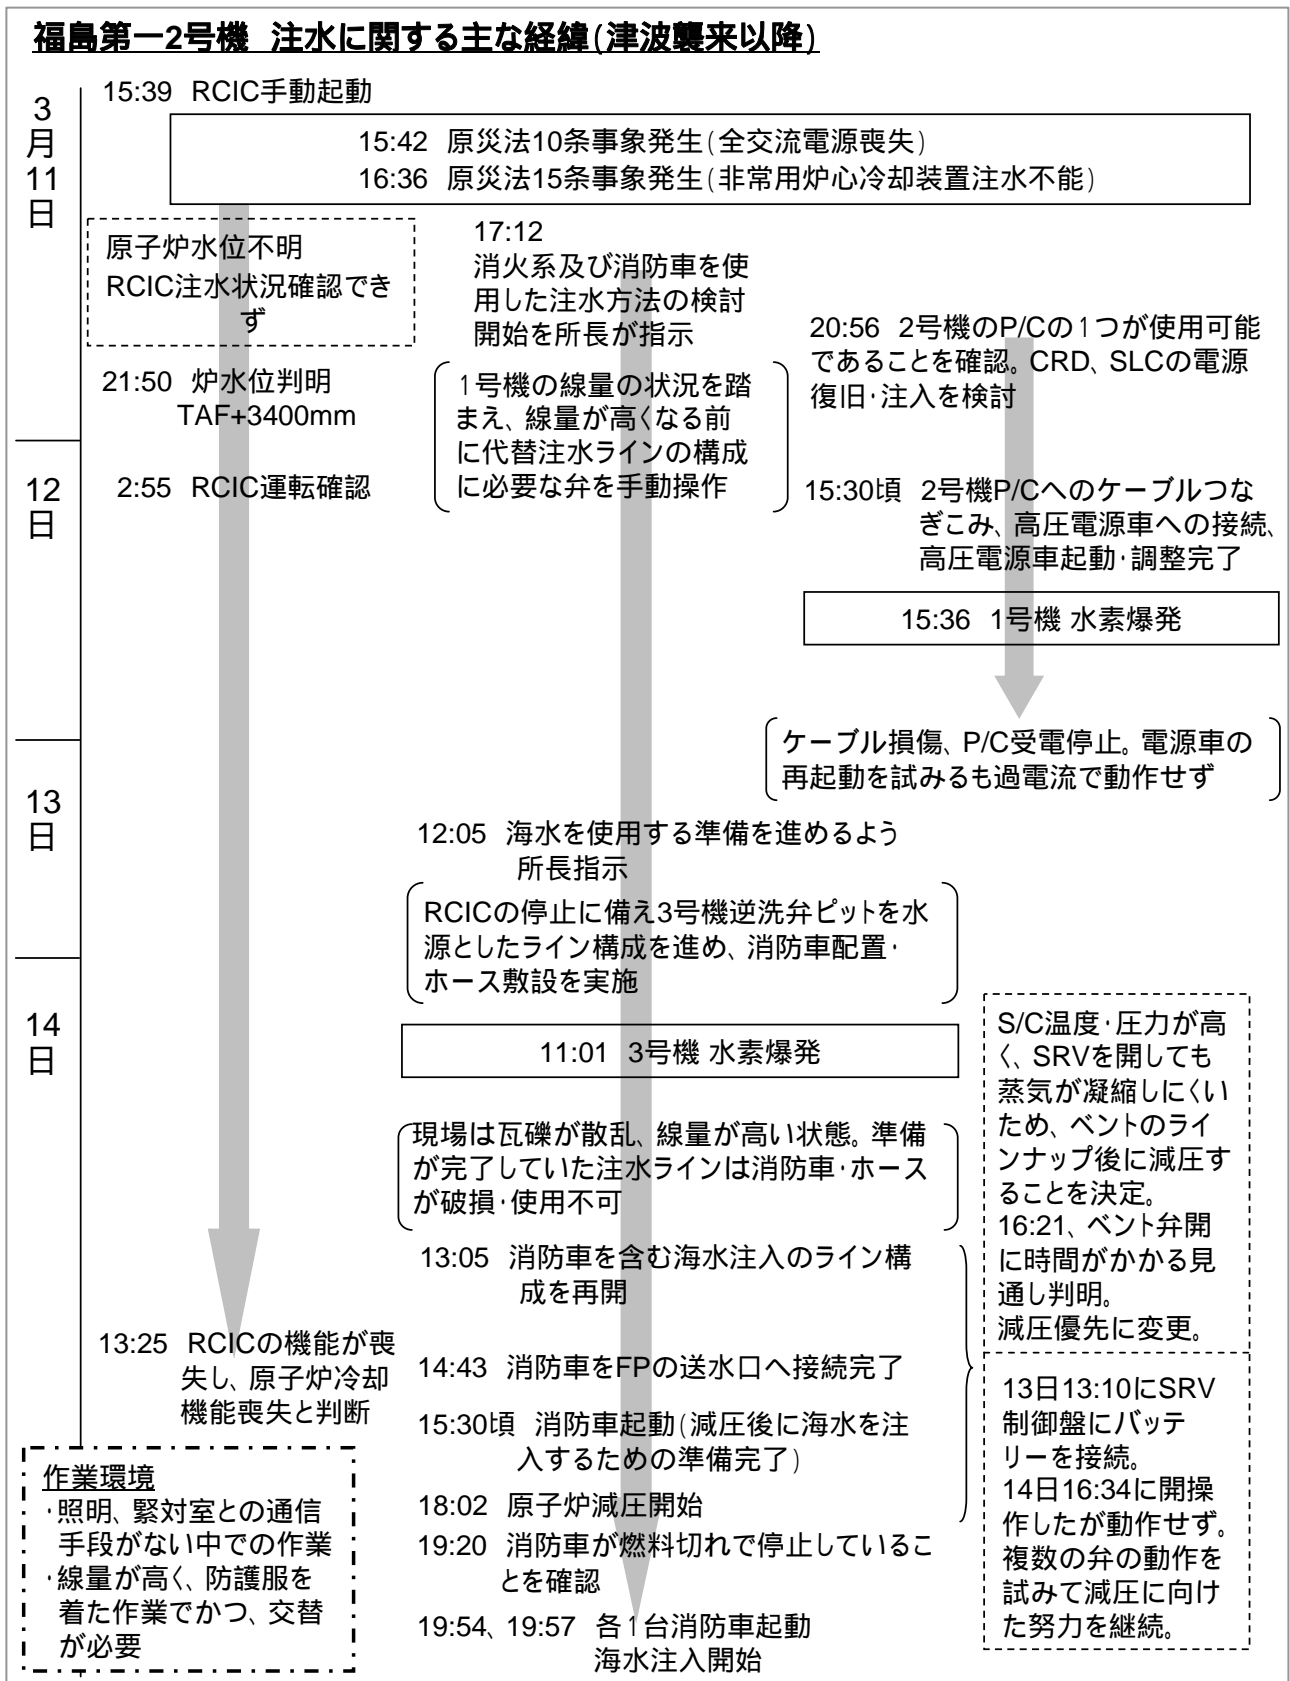 福島第一2号機 注水に関する主な経緯(津波襲来以降)
3
月
11
日
15:39 RCIC手動起動
15:42 原災法10条事象発生(全交流電源喪失)
16:36 原災法15条事象発生(非常用炉心冷却装置注水不能)
原子炉水位不明
RCIC注水状況確認でき
ず
17:12
消火系及び消防車を使
用した注水方法の検討
開始を所長が指示
20:56 2号機のP/Cの1つが使用可能
であることを確認。CRD、SLCの電源
復旧・注入を検討
21:50 炉水位判明
TAF+3400mm
1号機の線量の状況を踏
まえ、線量が高くなる前
に代替注水ラインの構成
に必要な弁を手動操作
12
日
2:55 RCIC運転確認
15:30頃 2号機P/Cへのケーブルつな
ぎこみ、高圧電源車への接続、
高圧電源車起動・調整完了
15:36 1号機 水素爆発
ケーブル損傷、P/C受電停止。電源車の
再起動を試みるも過電流で動作せず
13
日
12:05 海水を使用する準備を進めるよう
所長指示
RCICの停止に備え3号機逆洗弁ピットを水
源としたライン構成を進め、消防車配置・
ホース敷設を実施
14
日
11:01 3号機 水素爆発
現場は瓦礫が散乱、線量が高い状態。準備
が完了していた注水ラインは消防車・ホース
が破損・使用不可
S/C温度・圧力が高
く、SRVを開しても
蒸気が凝縮しにくい
ため、ベントのライ
ンナップ後に減圧す
ることを決定。
16:21、ベント弁開
に時間がかかる見
通し判明。
減圧優先に変更。
13:05 消防車を含む海水注入のライン構
成を再開
13:25 RCICの機能が喪
失し、原子炉冷却
機能喪失と判断
14:43 消防車をFPの送水口へ接続完了
15:30頃 消防車起動(減圧後に海水を注
入するための準備完了)
18:02 原子炉減圧開始
19:20 消防車が燃料切れで停止しているこ
とを確認
19:54、19:57 各1台消防車起動
海水注入開始
13日13:10にSRV
制御盤にバッテ
リーを接続。
14日16:34に開操
作したが動作せず。
複数の弁の動作を
試みて減圧に向け
た努力を継続。
作業環境
・照明、緊対室との通信
手段がない中での作業
・線量が高く、防護服を
着た作業でかつ、交替
が必要